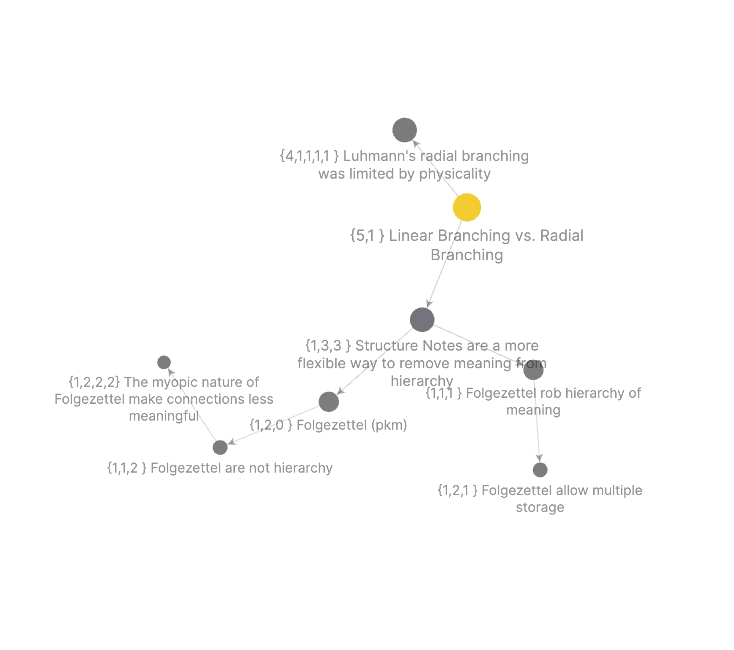 {4,1,1,1,1 } Luhmann's radial branching
was limited by physicality
{5,1 } Linear Branching vs. Radial
Branching
{1,3,3 } Structure Notes are a more
flexible way to remove meaning from
hierarchy
{1,2,2,2} The myopic nature of
Folgezettel make connections less
meaningful
{1,1,1 } Folgezettel rob hierarchy of
meaning
{1,2,0 } Folgezettel (pkm)
{1,1,2 } Folgezettel are not hierarchy
{1,2,1 } Folgezettel allow multiple
storage